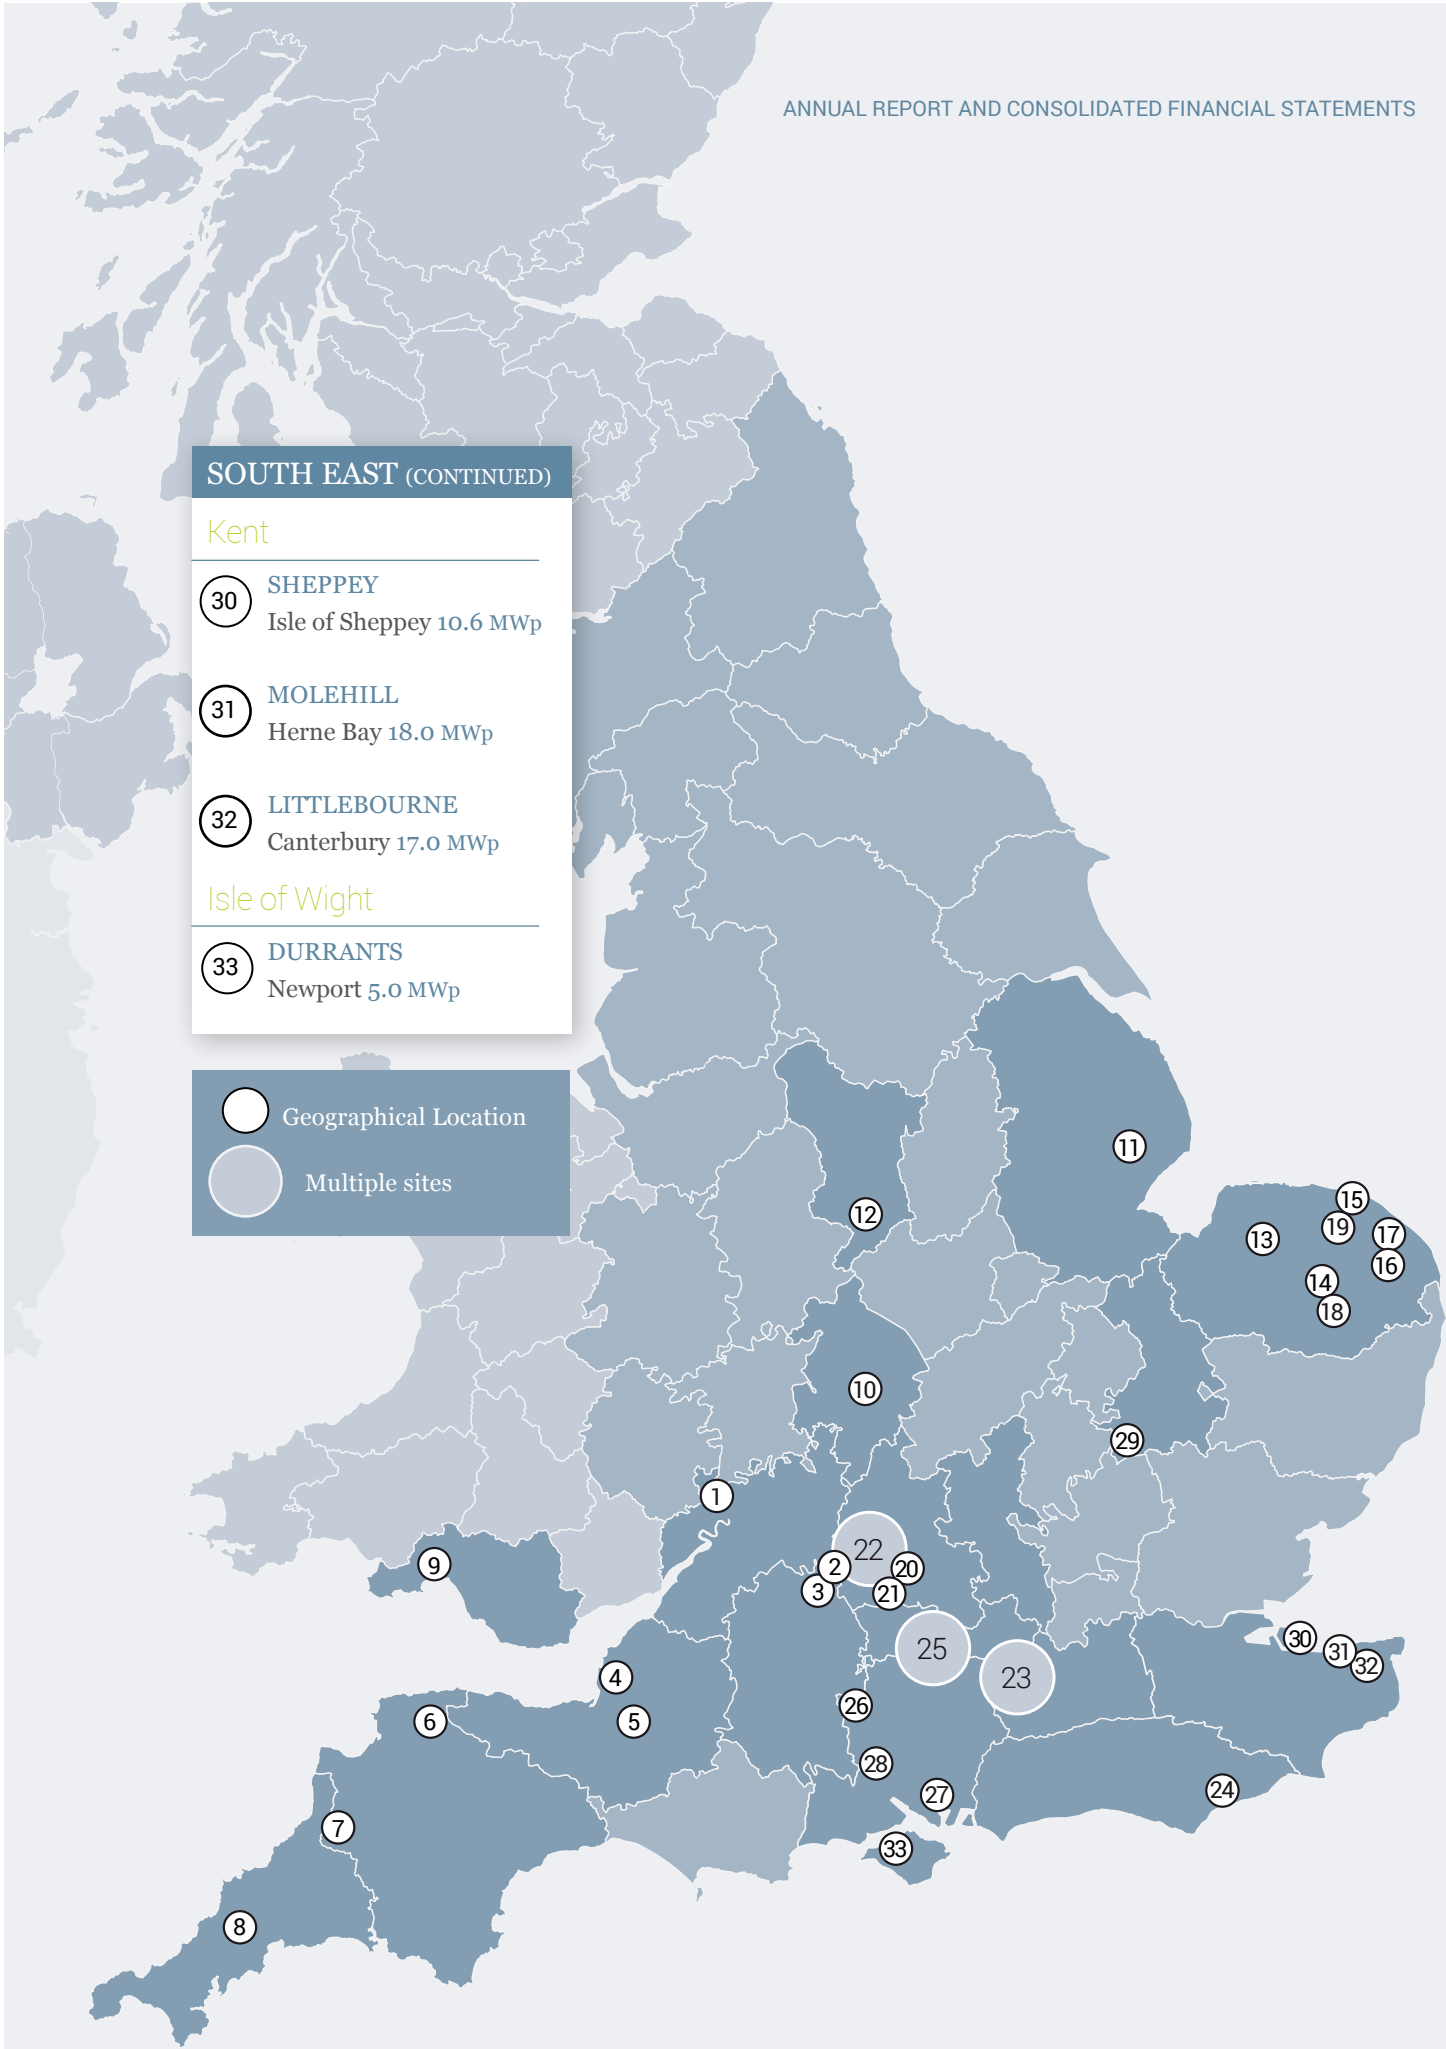 ANNUAL REPORT AND CONSOLIDATED FINANCIAL STATEMENTS
SOUTH EAST (CONTINUED)
Kent
30
SHEPPEY
Isle of Sheppey 10.6 MWp
31
MOLEHILL
Herne Bay 18.0 MWp
32
LITTLEBOURNE
Canterbury 17.0 MWp
Isle of Wight
33
DURRANTS
Newport 5.0 MWp
Geographical Location
Multiple sites
11
15
12
19
17
13
16
14
18
10
29
1
22
9
2
20
3
21
30
25
31
32
23
4
26
6
5
28
24
27
7
33
8